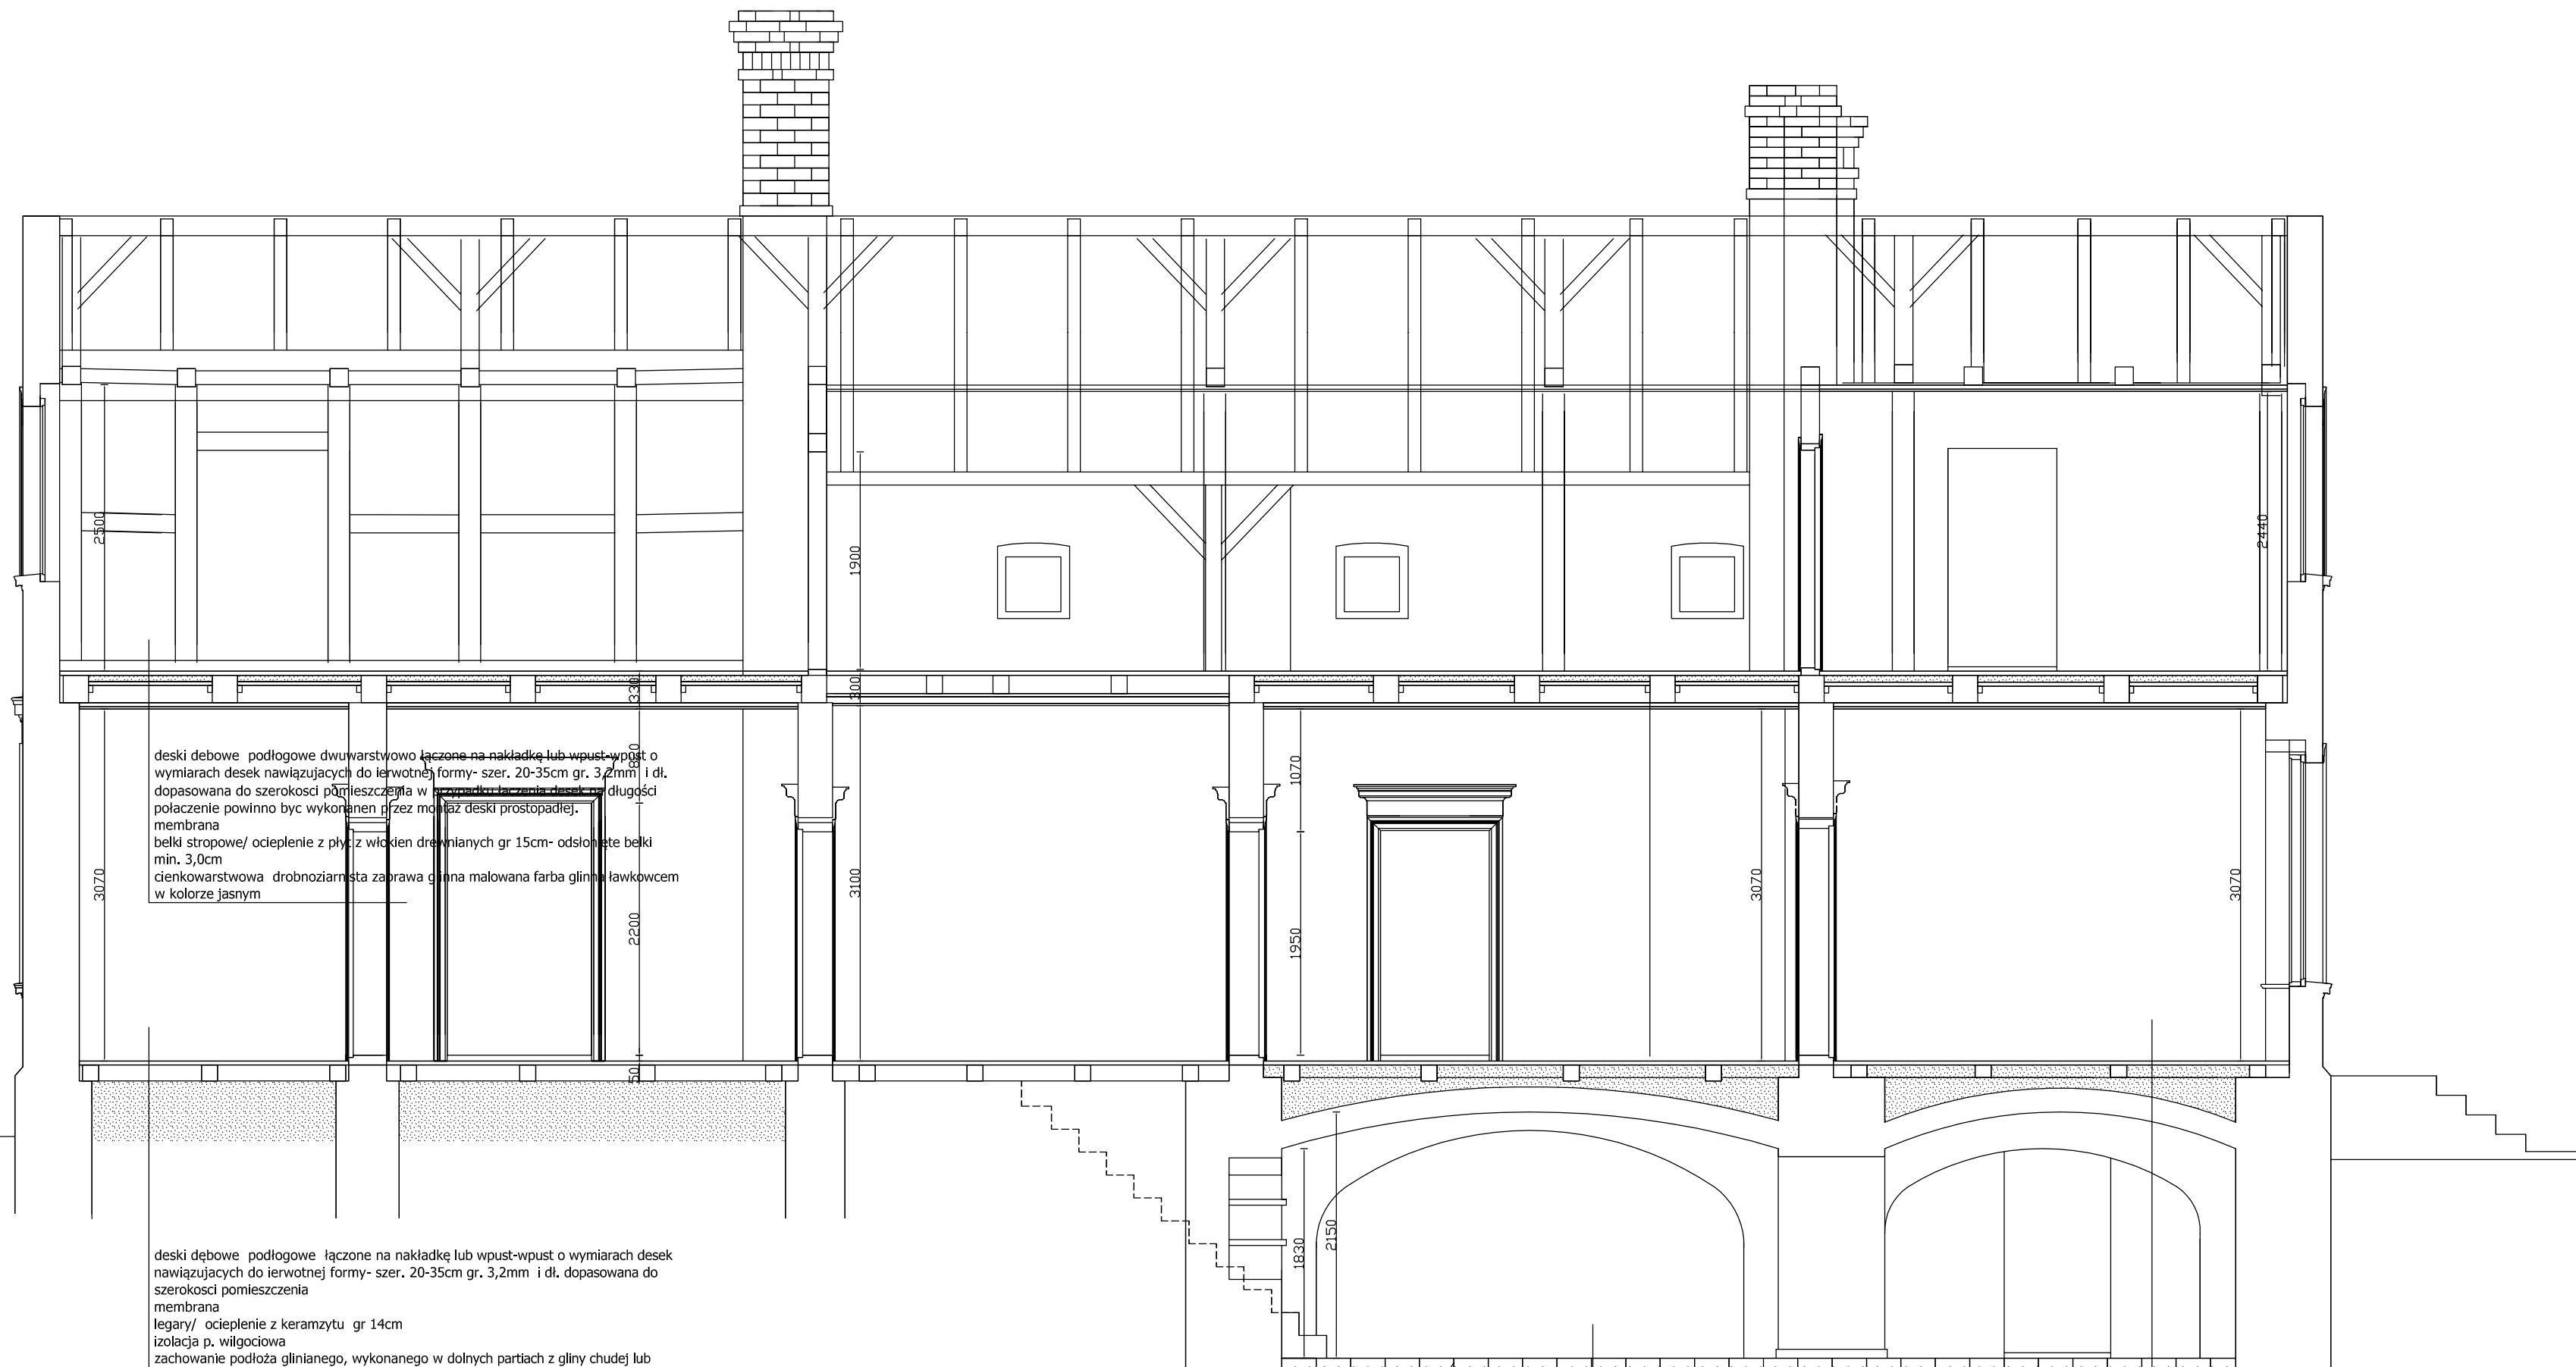 2500
1900
2440
330
300
deski debowe podłogowe dwuwarstwowo łączone na nakładkę lub wpust-wpust o
wymiarach desek nawiązujacych do ierwotnej formy- szer. 20-35cm gr. 3,2mm i dł.
dopasowana do szerokosci pomieszczenia w przypadku łaczenia desek na długości
połaczenie powinno byc wykonanen przez montaż deski prostopadłej.
membrana
belki stropowe/ ocieplenie z płyt z włokien drewnianych gr 15cm- odsłonięte belki
min. 3,0cm
cienkowarstwowa drobnoziarnista zaprawa glinna malowana farba glinna ławkowcem
w kolorze jasnym
820
1070
3070
3100
3070
3070
2200
1950
50
1830
2150
deski dębowe podłogowe łączone na nakładkę lub wpust-wpust o wymiarach desek
nawiązujacych do ierwotnej formy- szer. 20-35cm gr. 3,2mm i dł. dopasowana do
szerokosci pomieszczenia
membrana
legary/ ocieplenie z keramzytu gr 14cm
izolacja p. wilgociowa
zachowanie podłoża glinianego, wykonanego w dolnych partiach z gliny chudej lub